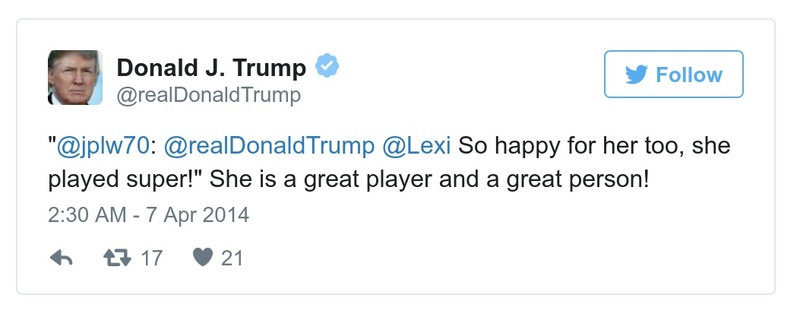 Donald J. Trump
@realDonaldTrump
Follow
"@jplw70: @realDonaldTrump @Lexi So happy for her too, she
played super!" She is a great player and a great person!
2:30 AM - 7 Apr 2014
17 21